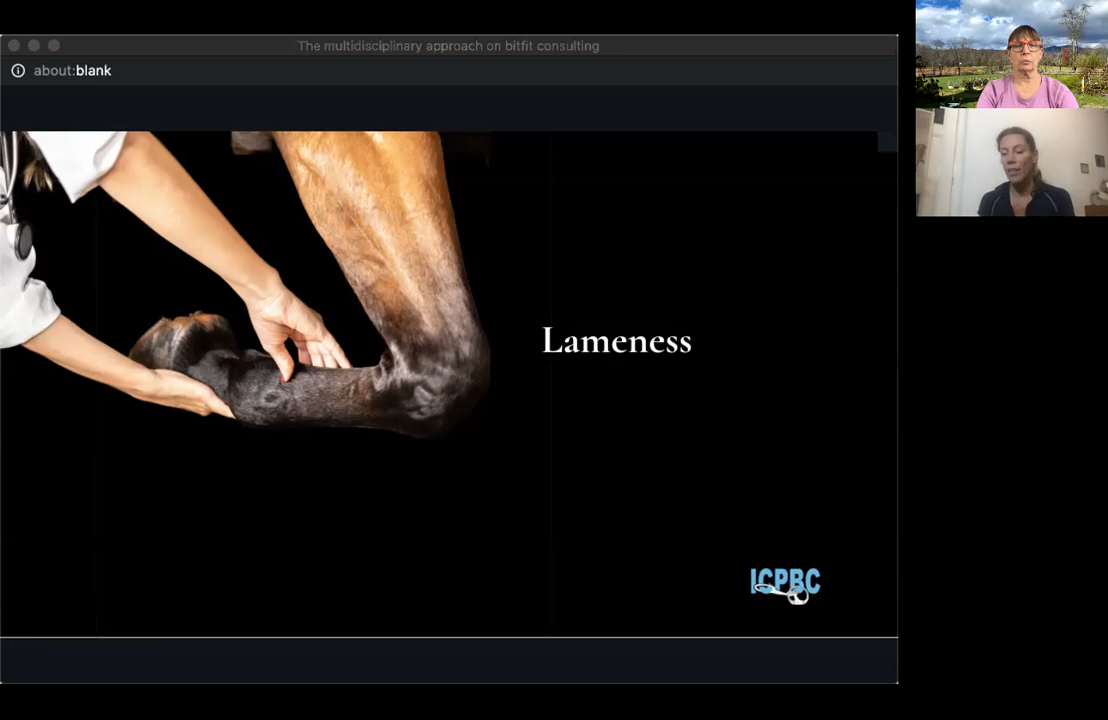 The multidisciplinary approach on bitfit consulting
about:blank
Lameness
ICPBC